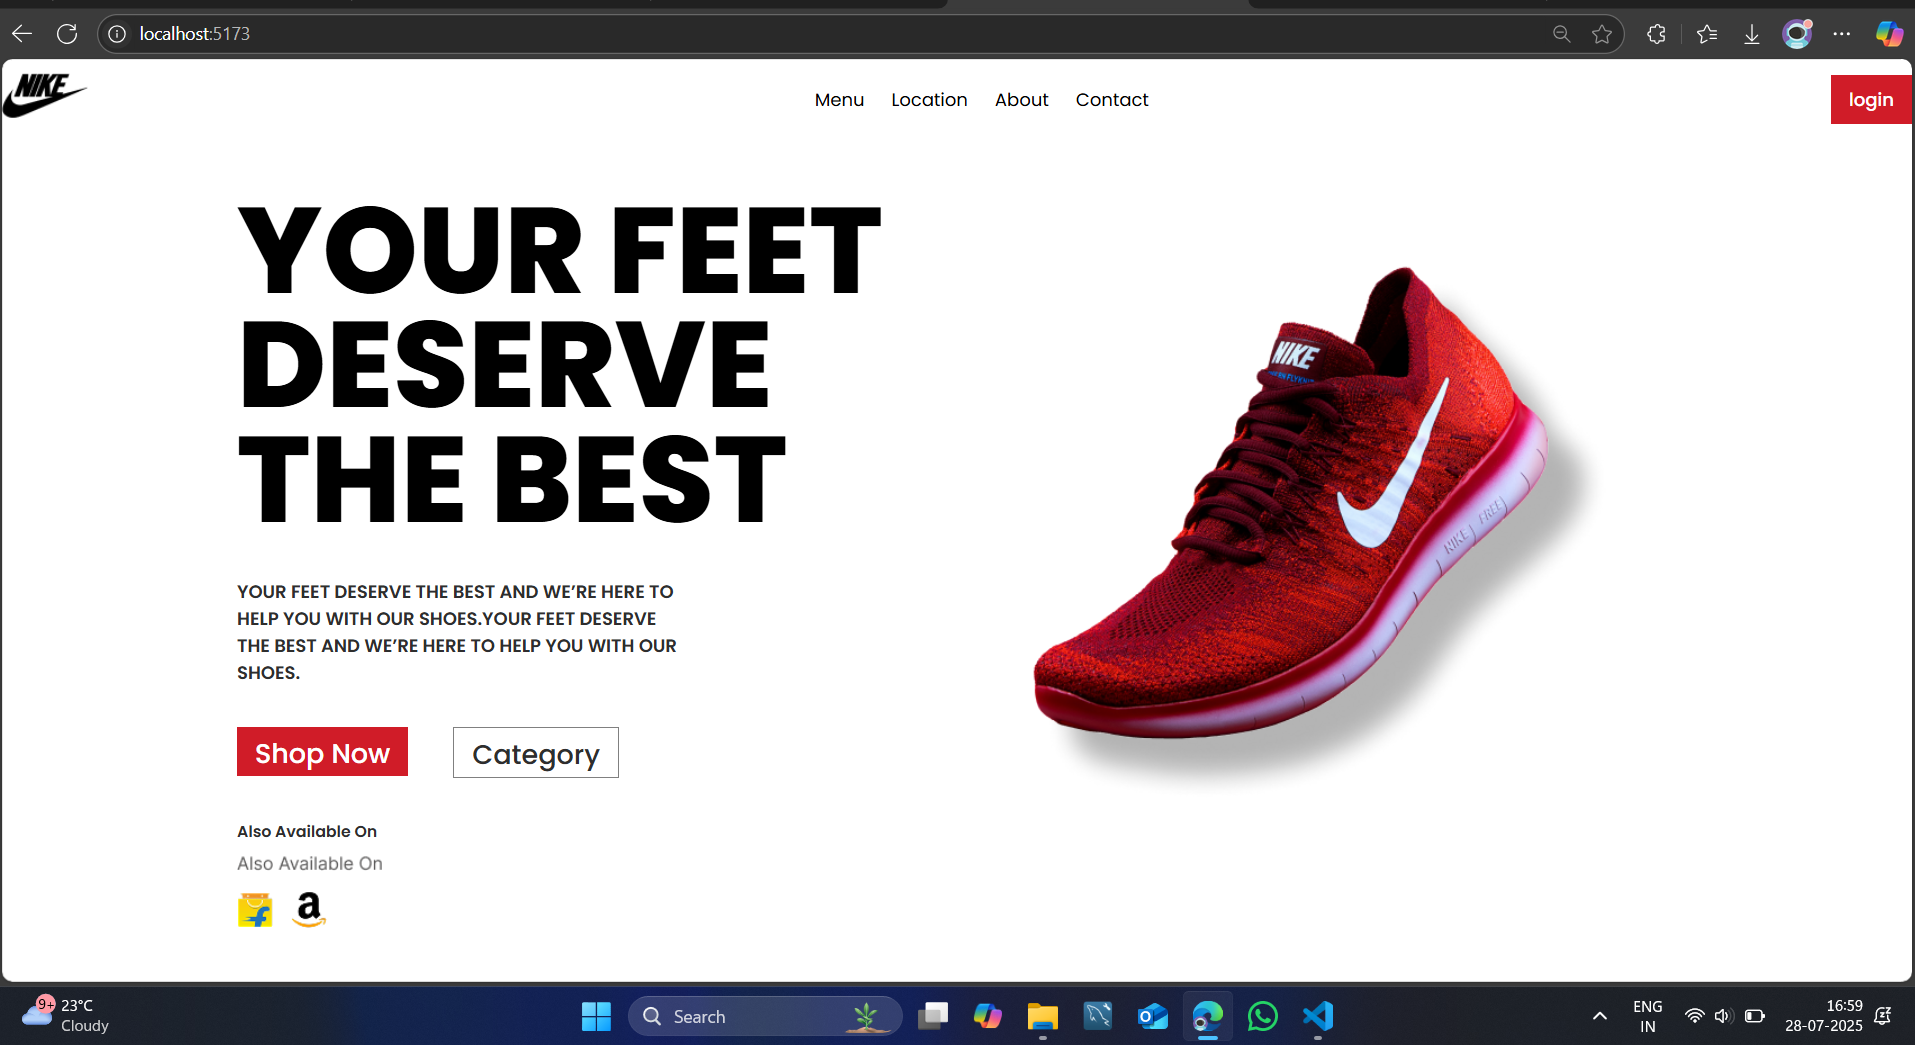 localhost:5173
NIKE
Menu Location About Contact
login
YOUR FEET
DESERVE
THE BEST
NIKE
NIKE FREE
YOUR FEET DESERVE THE BEST AND WE’RE HERE TO
HELP YOU WITH OUR SHOES.YOUR FEET DESERVE
THE BEST AND WE’RE HERE TO HELP YOU WITH OUR
SHOES.
Shop Now Category
Also Available On
Also Available On
a
9+
23°C
Cloudy
Search
ENG
IN
16:59
28-07-2025